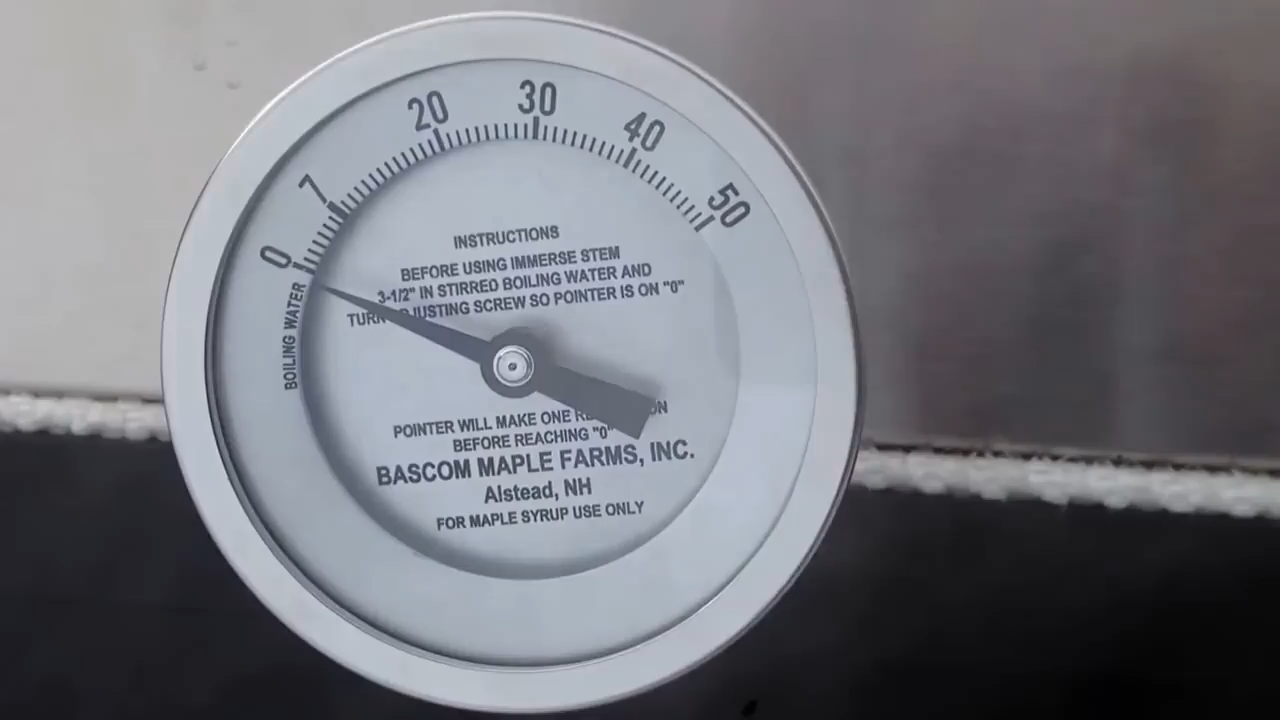 0 7 20 30 40 50
BOILING WATER
INSTRUCTIONS
BEFORE USING IMMERSE STEM
3-1/2" IN STIRRED BOILING WATER AND
TURN ADJUSTING SCREW SO POINTER IS ON "0"
POINTER WILL MAKE ONE
BEFORE REACHING "0"
BASCOM MAPLE FARMS, INC.
Alstead, NH
FOR MAPLE SYRUP USE ONLY